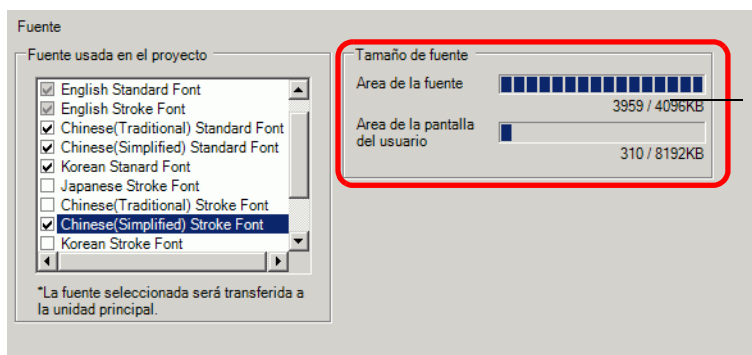 Fuente
Fuente usada en el proyecto
English Standard Font
English Stroke Font
Chinese(Traditional) Standard Font
Chinese(Simplified) Standard Font
Korean Stanard Font
Japanese Stroke Font
Chinese(Traditional) Stroke Font
Chinese(Simplified) Stroke Font
Korean Stroke Font
*La fuente seleccionada será transferida a
la unidad principal.
Tamaño de fuente
Area de la fuente
3959 / 4096KB
Area de la pantalla
del usuario
310 / 8192KB